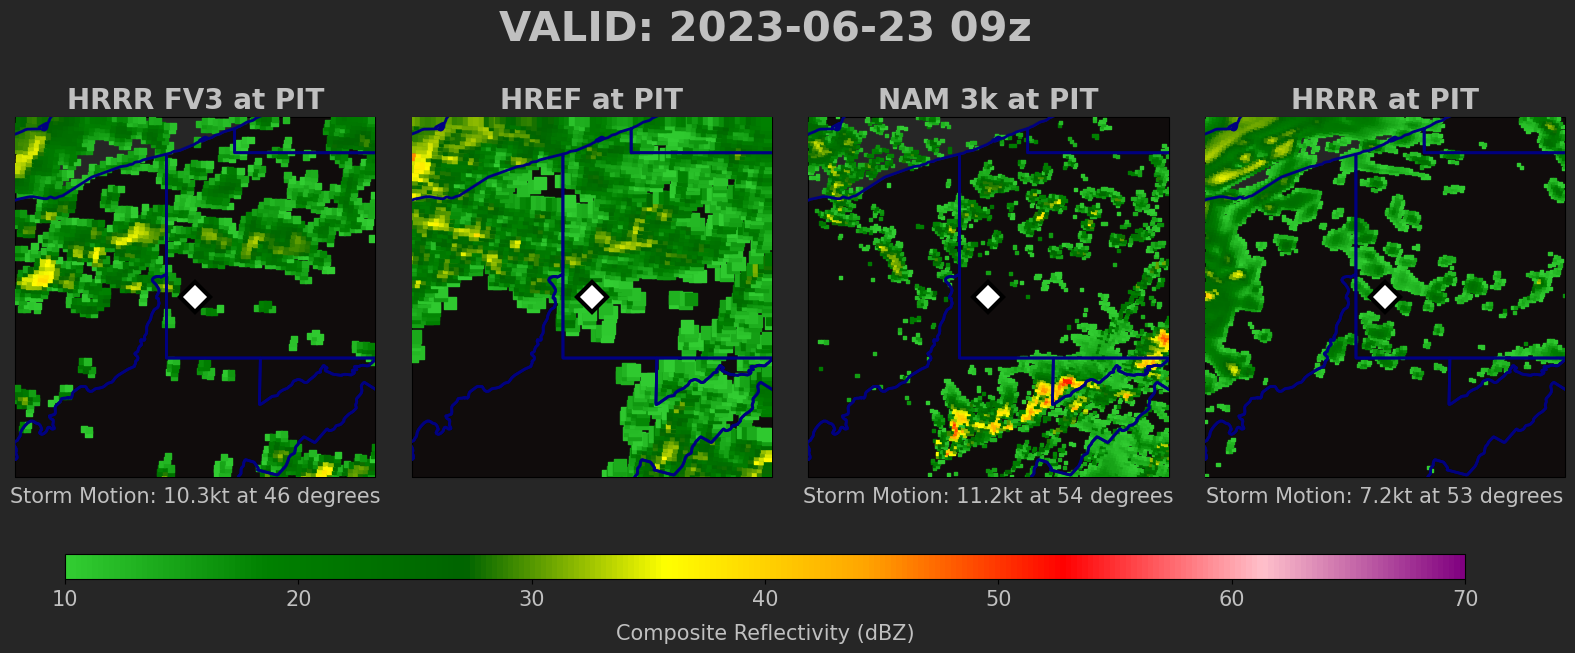 VALID: 2023-06-23 09z
HRRR FV3 at PIT
HREF at PIT
NAM 3k at PIT
HRRR at PIT
Storm Motion: 10.3kt at 46 degrees
Storm Motion: 11.2kt at 54 degrees
Storm Motion: 7.2kt at 53 degrees
10 20 30 40 50 60 70
Composite Reflectivity (dBZ)